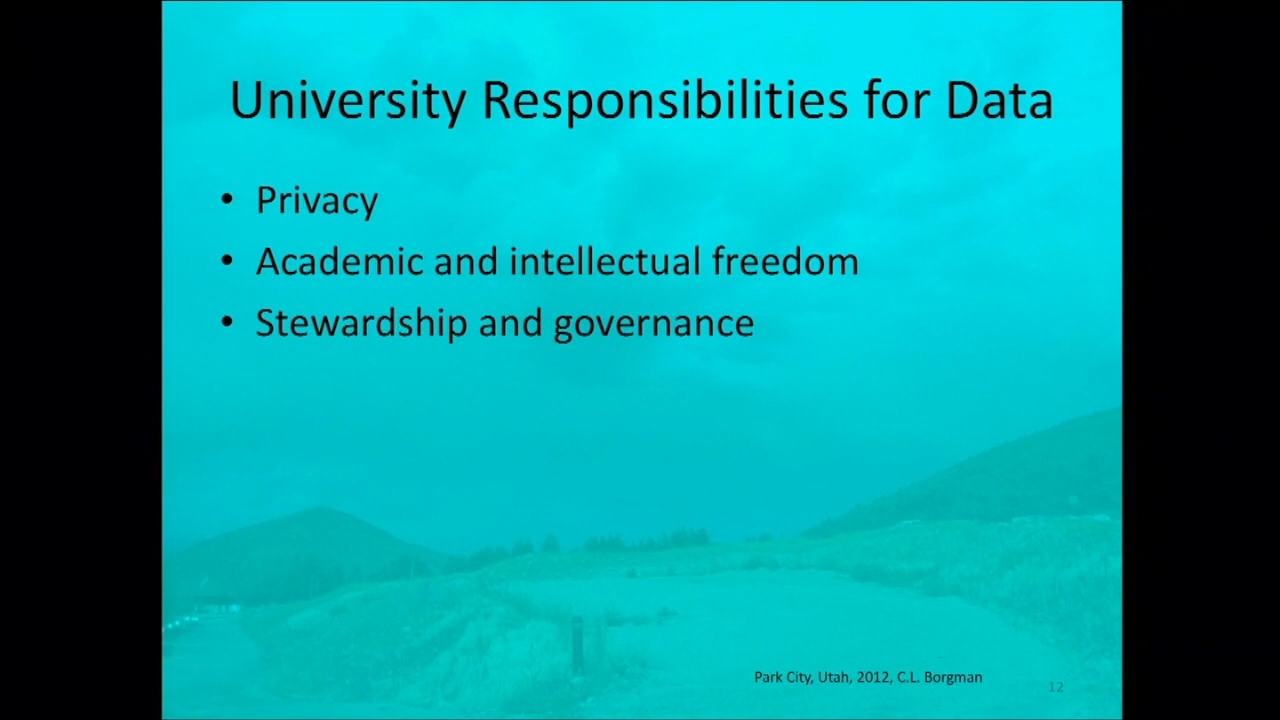 University Responsibilities for Data
• Privacy
• Academic and intellectual freedom
• Stewardship and governance
Park City, Utah, 2012, C.L. Borgman
12